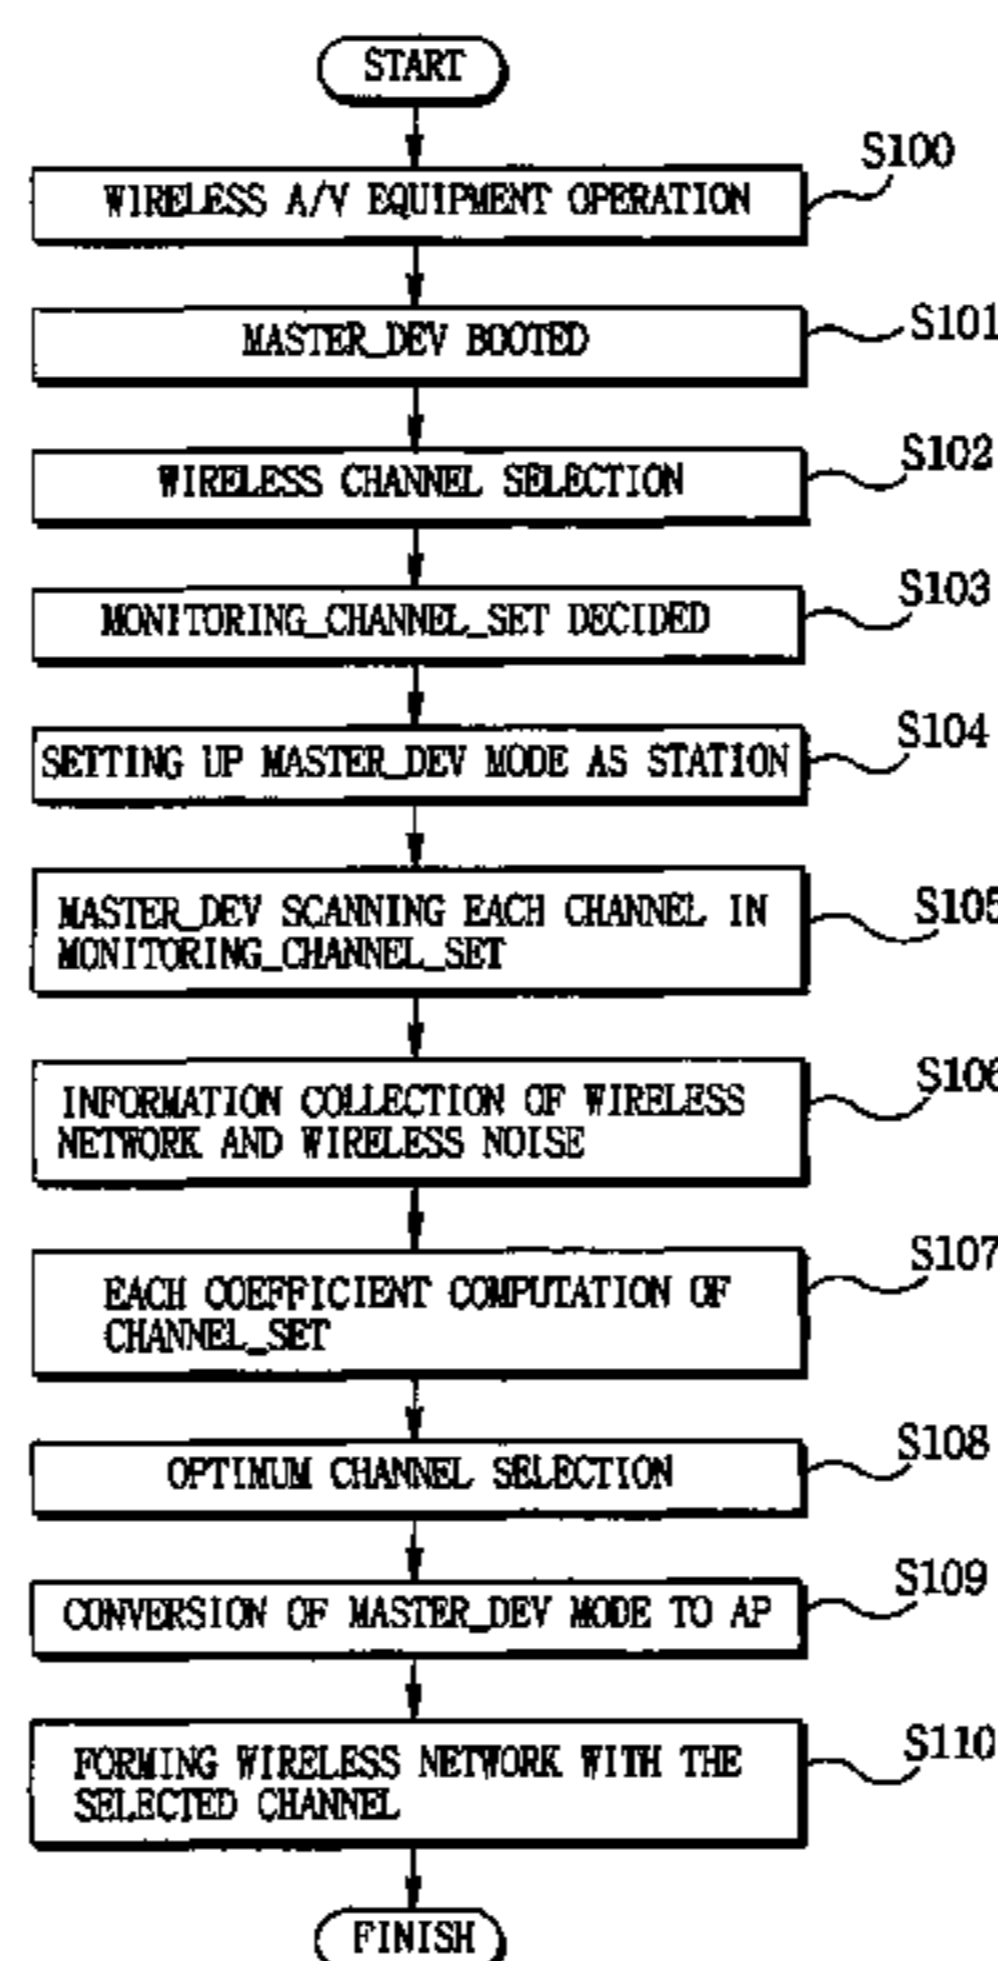 START
S100
WIRELESS A/V EQUIPMENT OPERATION
S101
MASTER_DEV BOOTED
S102
WIRELESS CHANNEL SELECTION
S103
MONITORING_CHANNEL_SET DECIDED
S104
SETTING UP MASTER_DEV MODE AS STATION
S105
MASTER_DEV SCANNING EACH CHANNEL IN
MONITORING_CHANNEL_SET
S106
INFORMATION COLLECTION OF WIRELESS
NETWORK AND WIRELESS NOISE
S107
EACH COEFFICIENT COMPUTATION OF
CHANNEL_SET
S108
OPTIMUM CHANNEL SELECTION
S109
CONVERSION OF MASTER_DEV MODE TO AP
S110
FORMING WIRELESS NETWORK WITH THE
SELECTED CHANNEL
FINISH